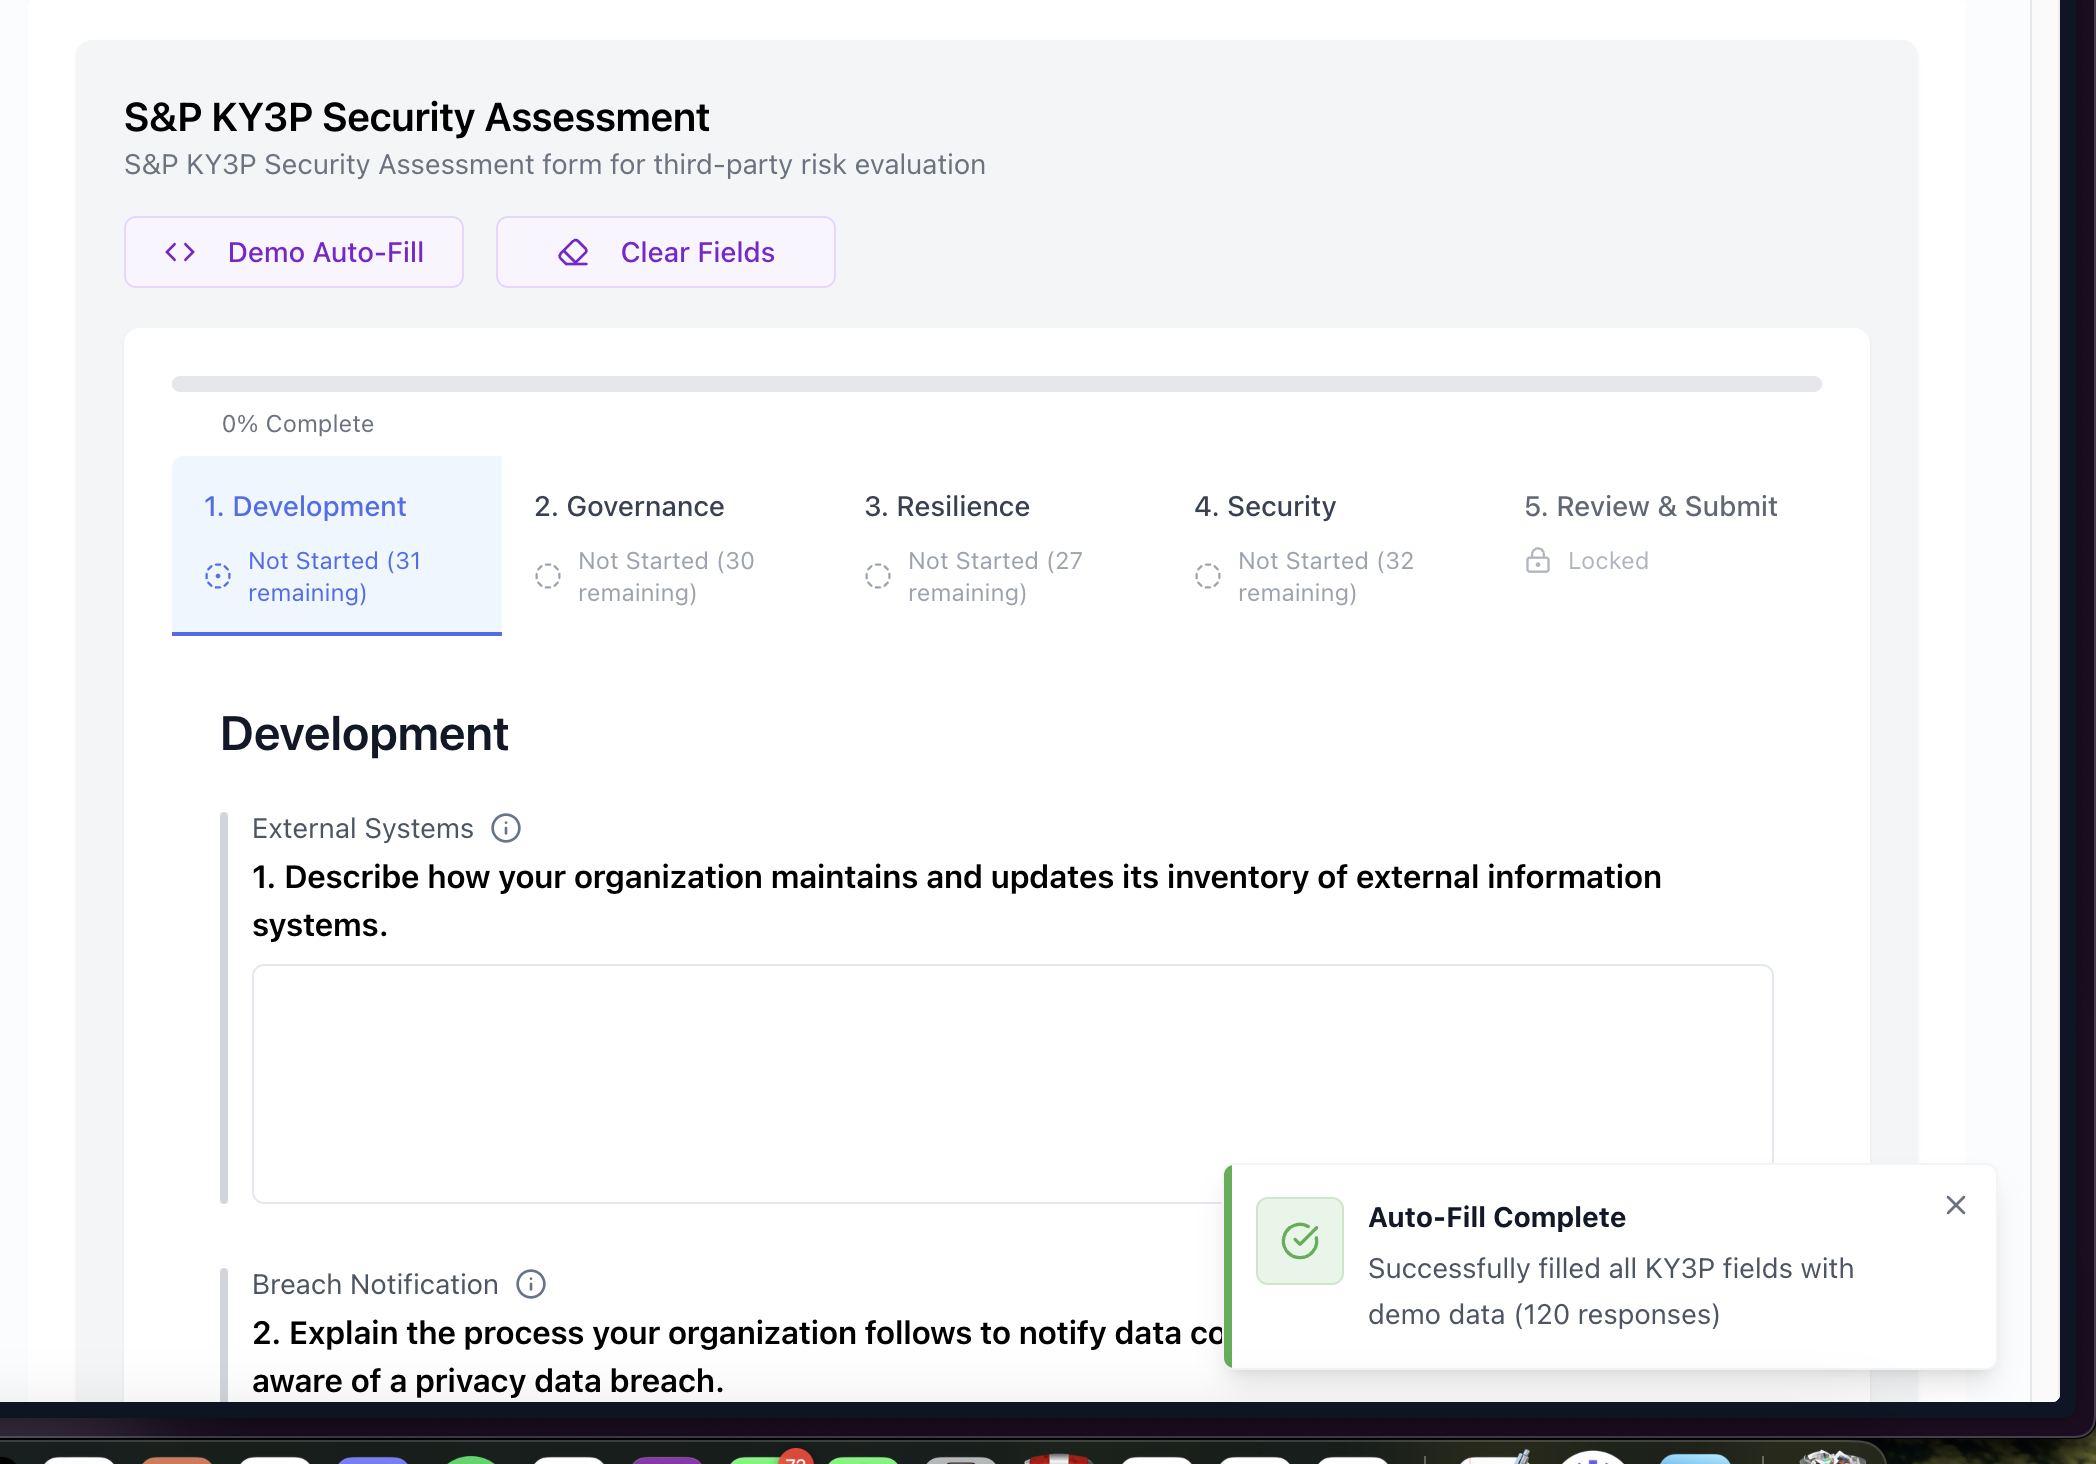 S&P KY3P Security Assessment
S&P KY3P Security Assessment form for third-party risk evaluation
Demo Auto-Fill
Clear Fields
0% Complete
1. Development
Not Started (31
remaining)
2. Governance
Not Started (30
remaining)
3. Resilience
Not Started (27
remaining)
4. Security
Not Started (32
remaining)
5. Review & Submit
Locked
Development
External Systems
1. Describe how your organization maintains and updates its inventory of external information
systems.
Breach Notification
2. Explain the process your organization follows to notify data co
aware of a privacy data breach.
Auto-Fill Complete
Successfully filled all KY3P fields with
demo data (120 responses)